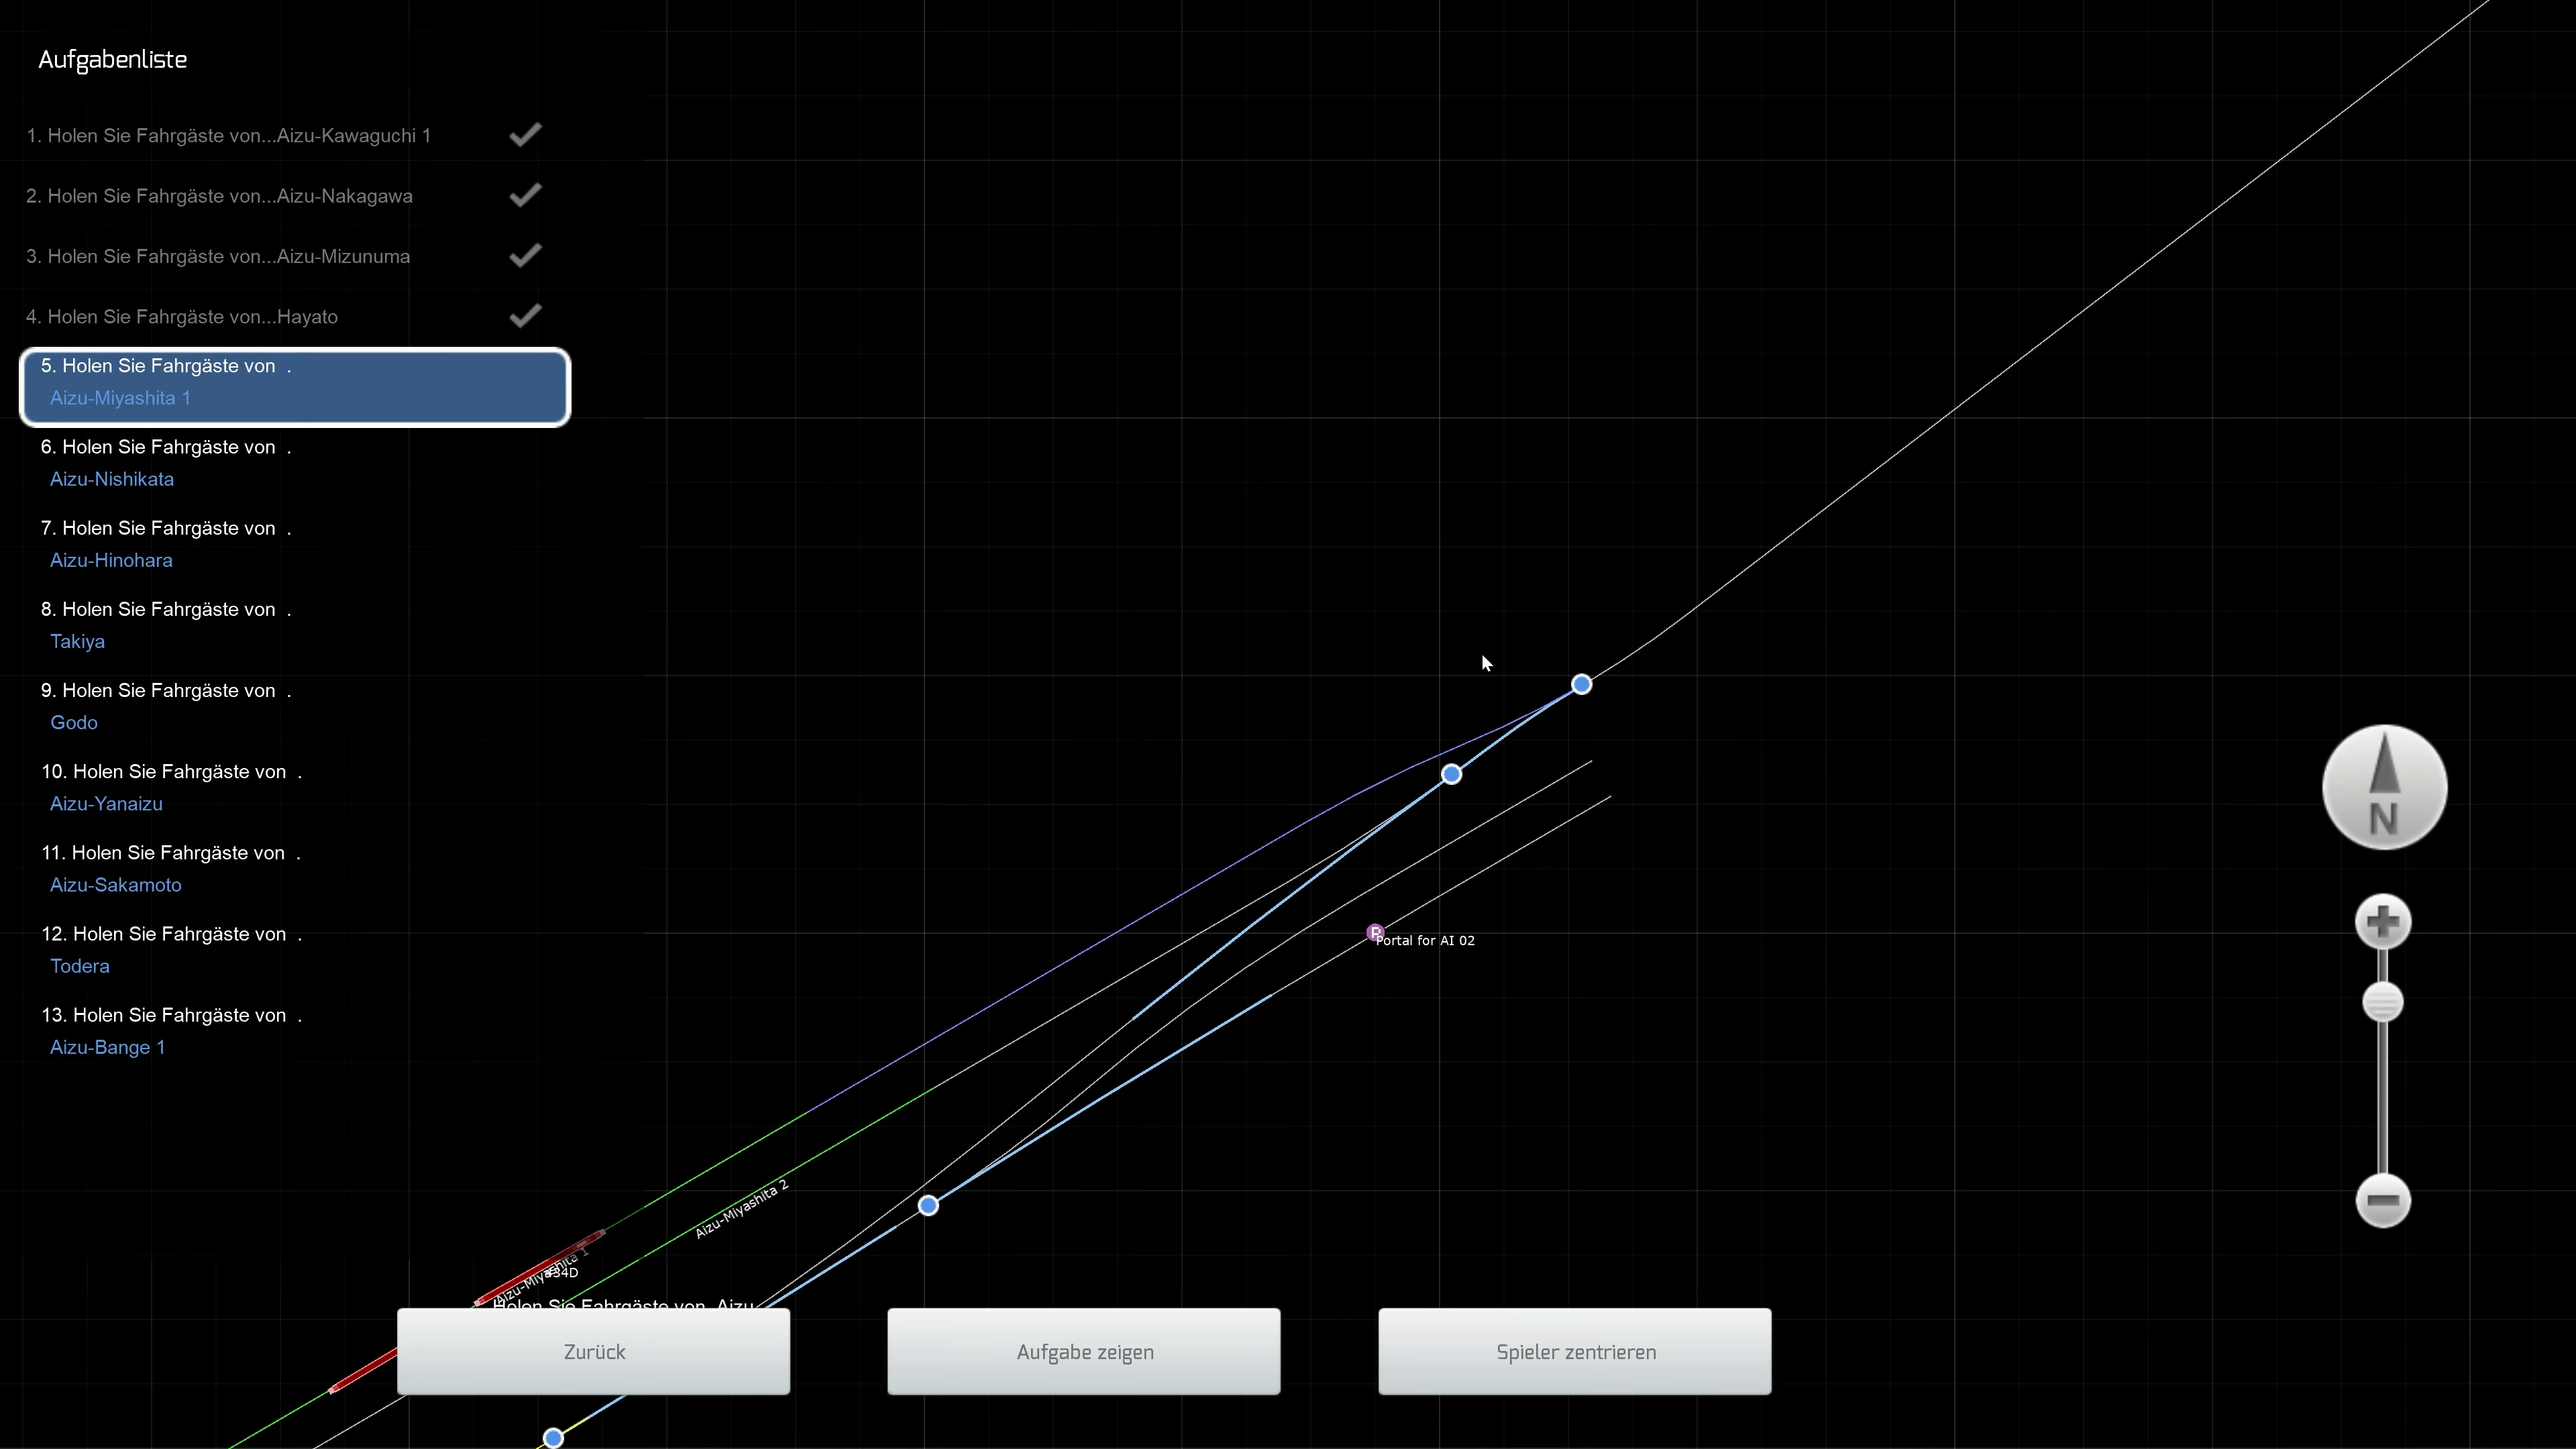 Aufgabenliste
1. Holen Sie Fahrgäste von...Aizu-Kawaguchi 1
2. Holen Sie Fahrgäste von...Aizu-Nakagawa
3. Holen Sie Fahrgäste von...Aizu-Mizunuma
4. Holen Sie Fahrgäste von...Hayato
5. Holen Sie Fahrgäste von .
Aizu-Miyashita 1
6. Holen Sie Fahrgäste von .
Aizu-Nishikata
7. Holen Sie Fahrgäste von .
Aizu-Hinohara
8. Holen Sie Fahrgäste von .
Takiya
9. Holen Sie Fahrgäste von .
Godo
10. Holen Sie Fahrgäste von .
Aizu-Yanaizu
11. Holen Sie Fahrgäste von .
Aizu-Sakamoto
12. Holen Sie Fahrgäste von .
Todera
13. Holen Sie Fahrgäste von .
Aizu-Bange 1
N
P
Portal for AI 02
Aizu-Miyashita 2
Aizu-Miyashita 1
Holen Sie Fahrgäste von Aizu
Zurück
Aufgabe zeigen
Spieler zentrieren